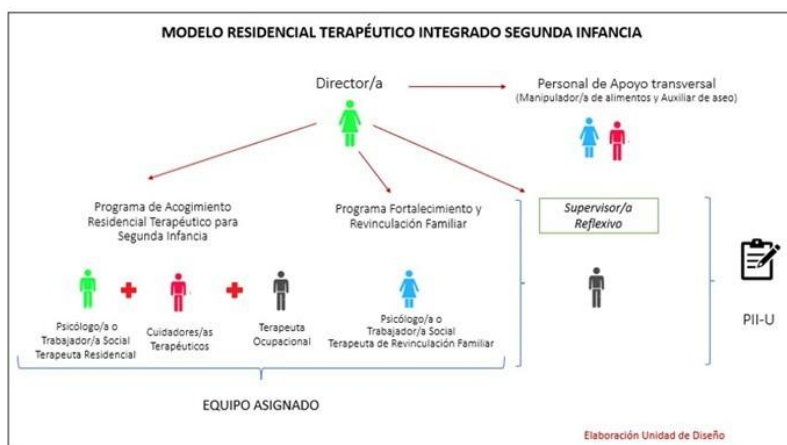 MODELO RESIDENCIAL TERAPÉUTICO INTEGRADO SEGUNDA INFANCIA
Director/a
Personal de Apoyo transversal
(Manipulador/a de alimentos y Auxiliar de aseo)
Programa de Acogimiento
Residencial Terapéutico para
Segunda Infancia
Programa Fortalecimiento y
Revinculación Familiar
Supervisor/a
Reflexivo
Psicólogo/a o
Trabajador/a Social
Terapeuta Residencial
Cuidadores/as
Terapéuticos
Terapeuta
Ocupacional
Psicólogo/a o
Trabajador/a Social
Terapeuta de Revinculación Familiar
PII-U
EQUIPO ASIGNADO
Elaboración Unidad de Diseño